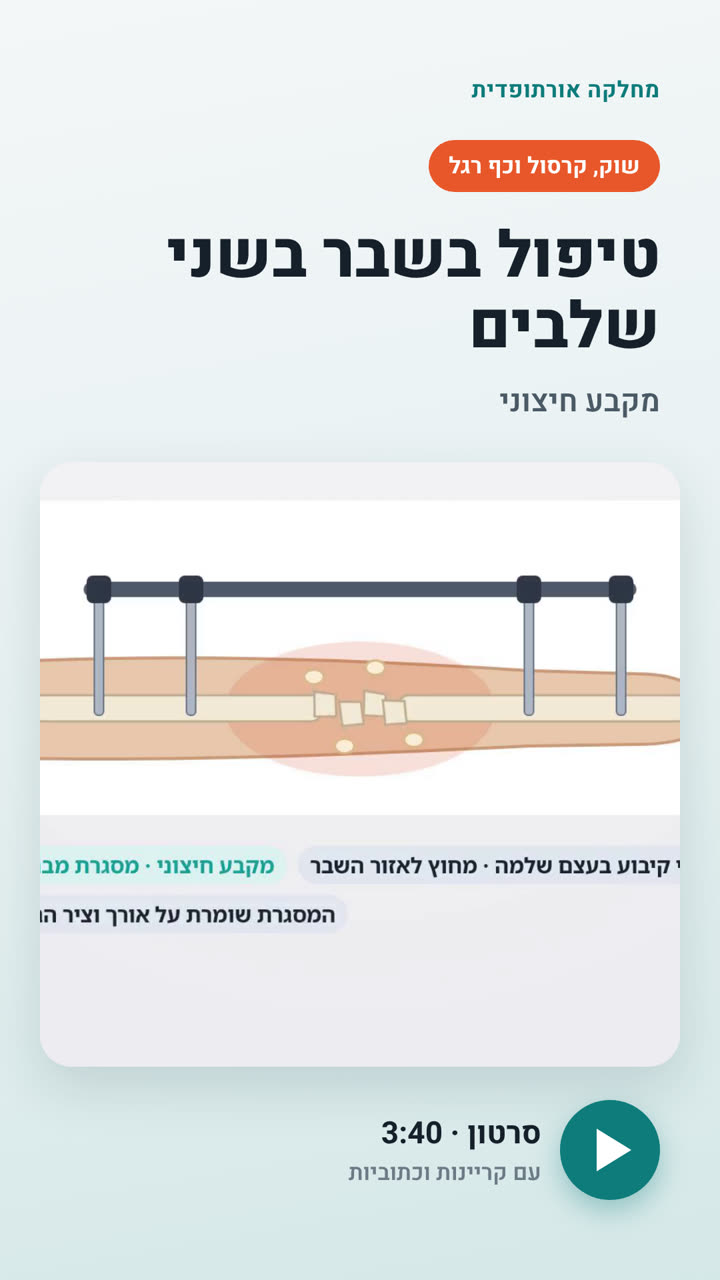 מחלקה אורתופדית
שוק, קרסול וכף רגל
טיפול בשבר בשני
שלבים
מקבע חיצוני
קיבוע בעצם שלמה · מחוץ לאזור השבר
מקבע חיצוני · מסגרת
המסגרת שומרת על אורך וציר
סרטון · 3:40
עם קריינות וכתוביות